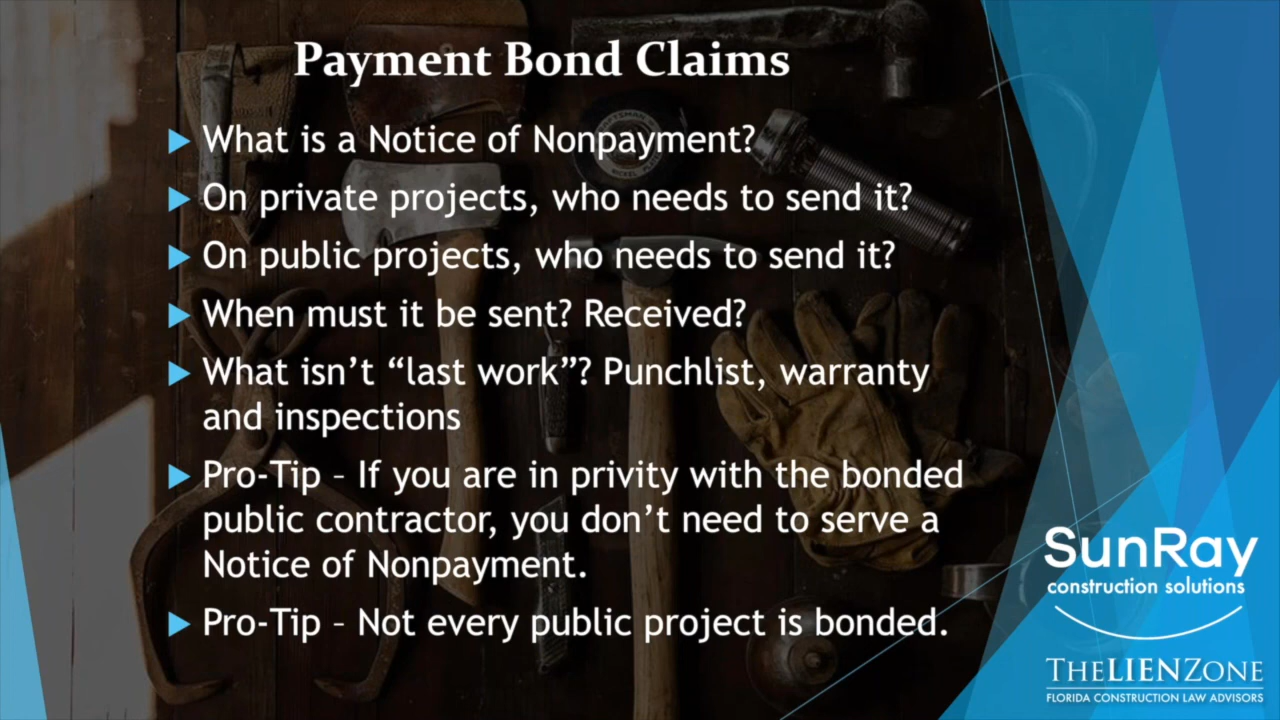 Payment Bond Claims
What is a Notice of Nonpayment?
On private projects, who needs to send it?
On public projects, who needs to send it?
When must it be sent? Received?
What isn't “last work”? Punchlist, warranty
and inspections
Pro-Tip – If you are in privity with the bonded
public contractor, you don't need to serve a
Notice of Nonpayment.
Pro-Tip – Not every public project is bonded.
SunRay
construction solutions
THELIENZONE
FLORIDA CONSTRUCTION LAW ADVISORS